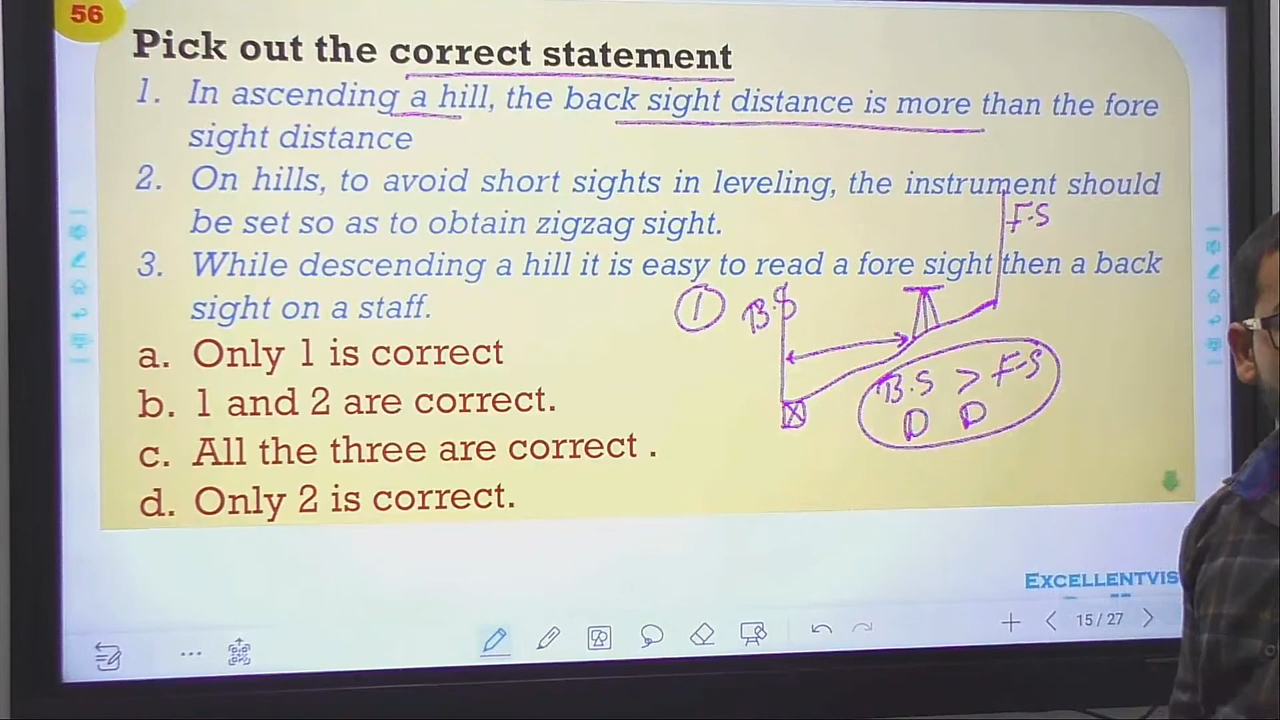 56
Pick out the correct statement
1. In ascending a hill, the back sight distance is more than the fore
sight distance
2. On hills, to avoid short sights in leveling, the instrument should
be set so as to obtain zigzag sight.
3. While descending a hill it is easy to read a fore sight then a back
sight on a staff.
a. Only 1 is correct
b. 1 and 2 are correct.
c. All the three are correct .
d. Only 2 is correct.
F.S
1 B.S
B.S > F.S
D D
EXCELLENTVIS
15/27